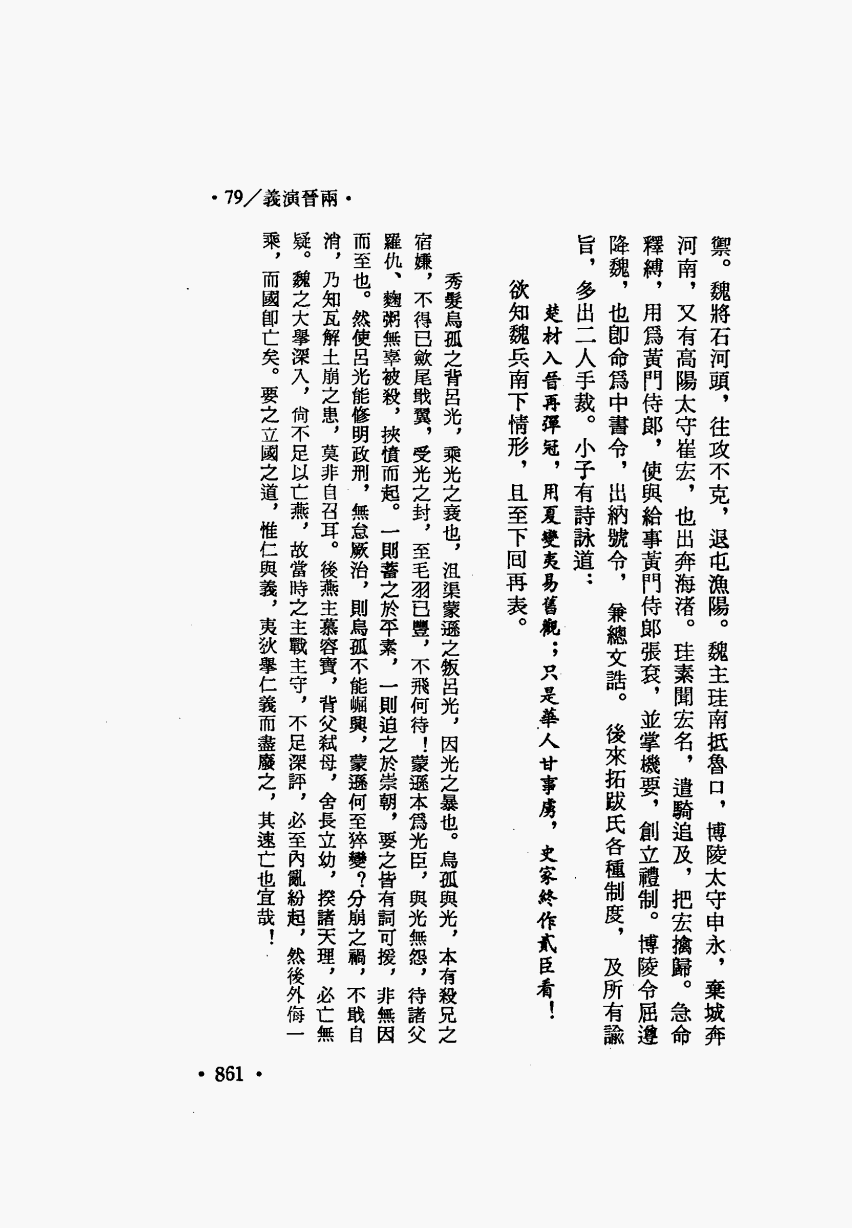 ・79／義演晉兩・
禦。魏將石河頭，往攻不克，退屯漁陽。魏主珪南抵魯口，博陵太守申永，棄城奔
河南，又有高陽太守崔宏，也出奔海渚。珪素聞宏名，遣騎追及，把宏擒歸。急命
釋縛，用爲黃門侍郎，使與給事黃門侍郎張袞，並掌機要，創立禮制。博陵令屈遵
降魏，也卽命爲中書令，出納號令，兼總文誥。後來拓跋氏各種制度，及所有諭
旨，多出二人手裁。小子有詩詠道：
楚材入晉再彈冠，用夏變夷易舊觀；只是華人甘事虜，史家終作貳臣看！
欲知魏兵南下情形，且至下回再表。
秀髮烏孤之背呂光，乘光之衰也，沮渠蒙遜之叛呂光，因光之暴也。烏孤與光，本有殺兄之
宿嫌，不得已斂尾戢翼，受光之封，至毛羽已豐，不飛何待！蒙遜本爲光臣，與光無怨，待諸父
羅仇、麴粥無辜被殺，挾憤而起。一則蓄之於平素，一則迫之於崇朝，要之皆有詞可援，非無因
而至也。然使呂光能修明政刑，無怠厥治，則烏孤不能崛興，蒙遜何至猝變？分崩之禍，不戢自
消，乃知瓦解土崩之患，莫非自召耳。後燕主慕容寶，背父弑母，舍長立幼，揆諸天理，必亡無
疑。魏之大舉深入，尙不足以亡燕，故當時之主戰主守，不足深評，必至內亂紛起，然後外侮一
乘，而國卽亡矣。要之立國之道，惟仁與義，夷狄擧仁義而盡廢之，其速亡也宜哉！
・861・